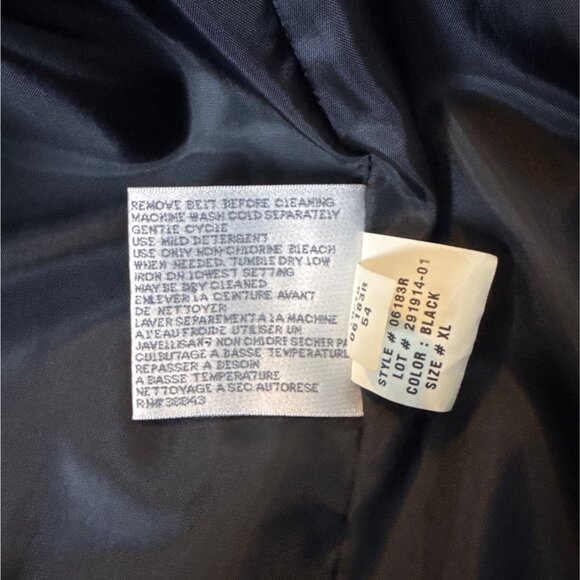 REMOVE BELT BEFORE CLEANING
MACHINE WASH COLD SEPARATELY
GENTLE CYCLE
USE MILD DETERGENT
USE ONLY NON-CHLORINE BLEACH
WHEN NEEDED, TUMBLE DRY LOW
IRON ON LOWEST SETTING
MAY BE DRY CLEANED
ENLEVER LA CEINTURE AVANT
DE NETTOYER
LAVER SEPAREMENT A LA MACHINE
A L'EAU FROIDE UTILISER UN
JAVELLISANT NON CHLORE SECHER PA
CULBUTAGE A BASSE TEMPERATURE
REPASSER A BESOIN
A BASSE TEMPERATURE
NETTOYAGE A SEC AUTORESE
RN#38843
06183R
54
STYLE # 06183R
LOT # 291914-01
COLOR : BLACK
SIZE # XL